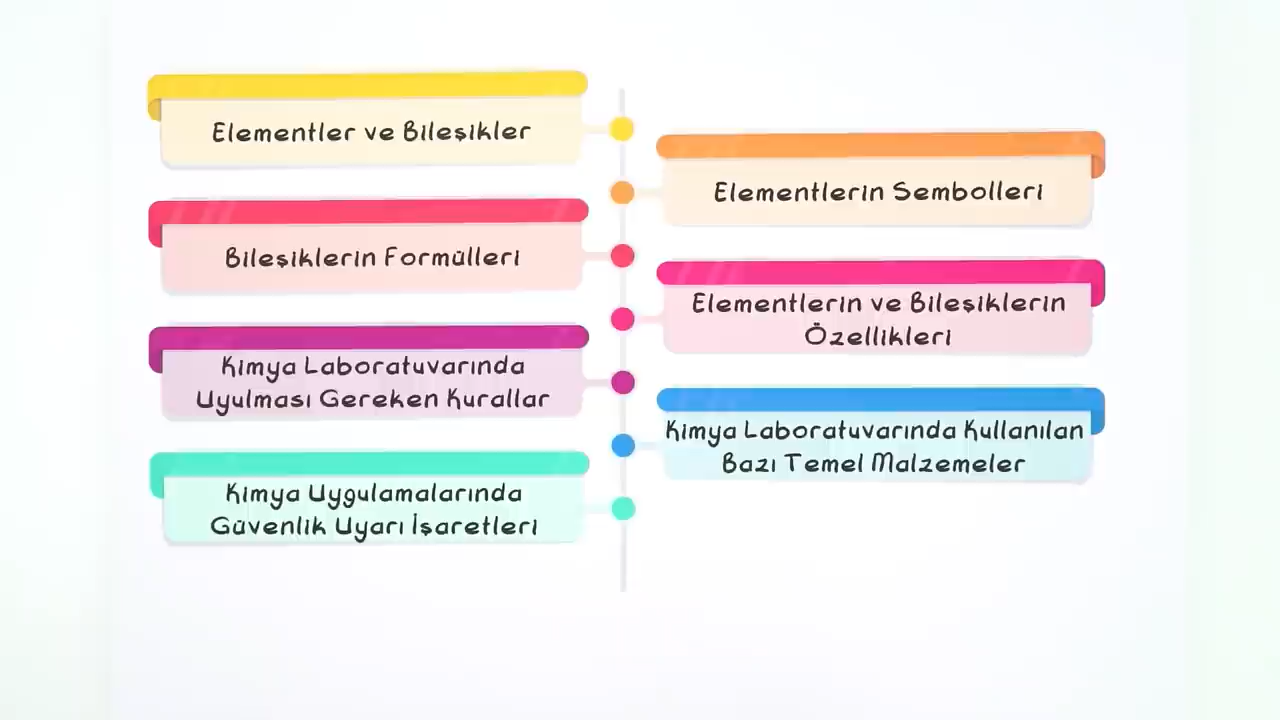 Elementler ve Bileşikler
Elementlerin Sembolleri
Bileşiklerin Formülleri
Elementlerin ve Bileşiklerin
Özellikleri
Kimya Laboratuvarında
Uyulması Gereken Kurallar
Kimya Laboratuvarında Kullanılan
Bazı Temel Malzemeler
Kimya Uygulamalarında
Güvenlik Uyarı İşaretleri